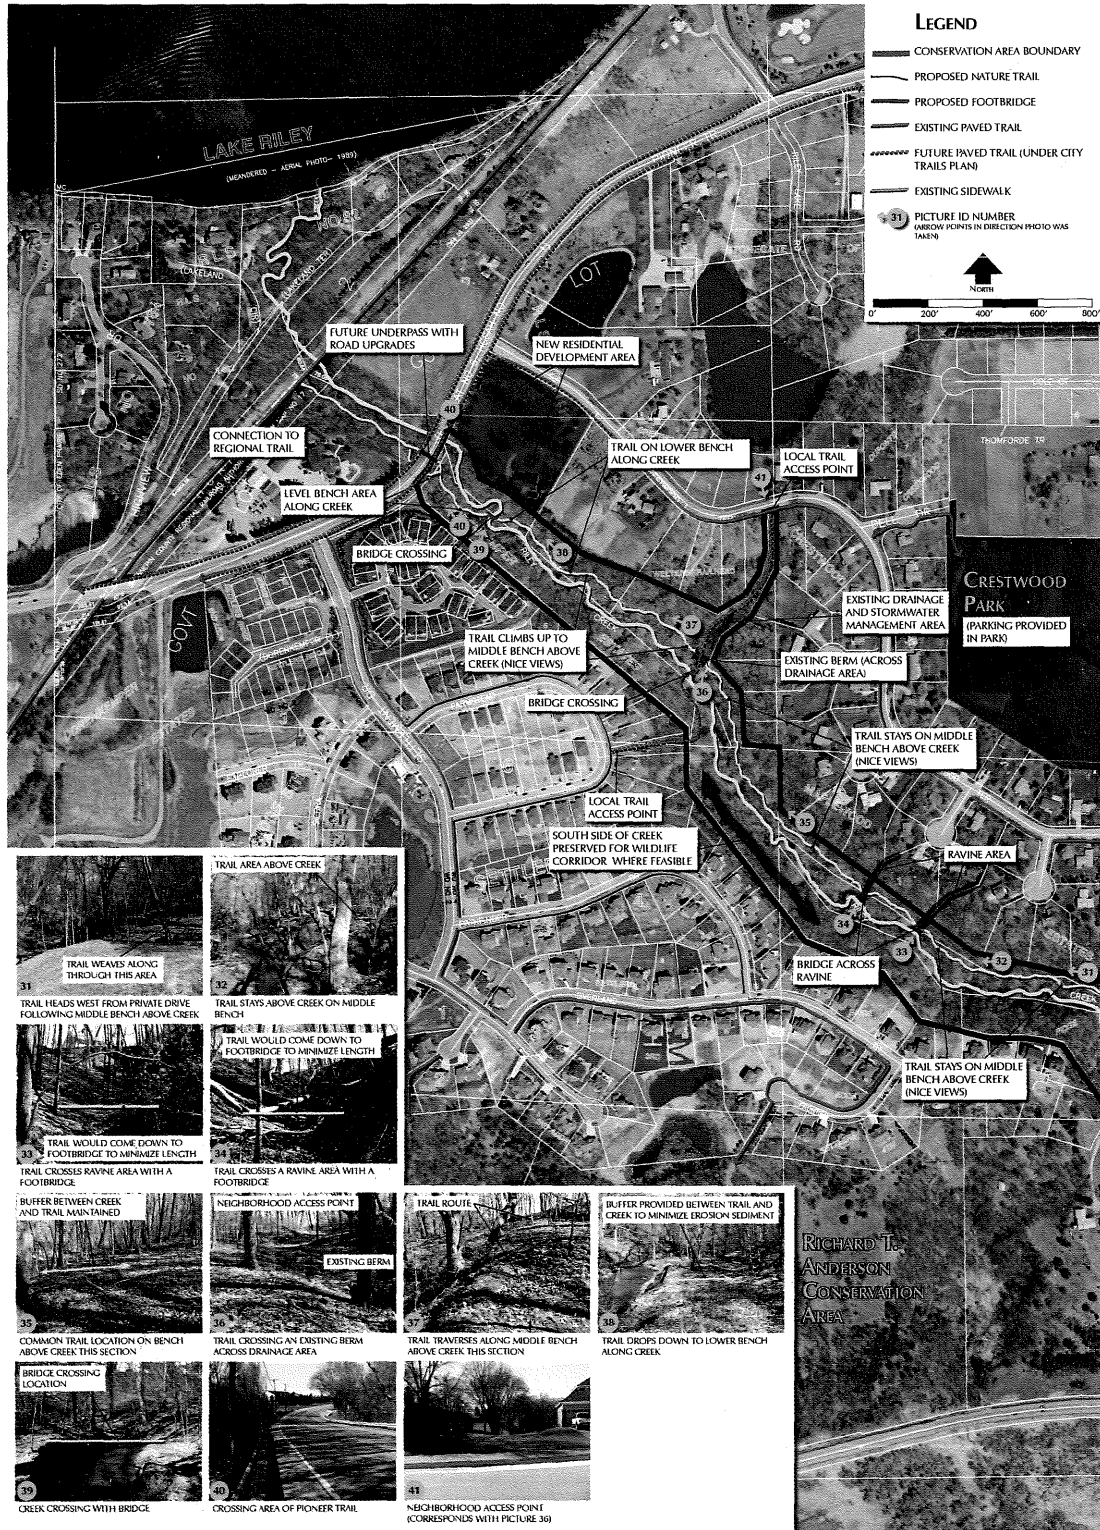 LEGEND
CONSERVATION AREA BOUNDARY
PROPOSED NATURE TRAIL
PROPOSED FOOTBRIDGE
EXISTING PAVED TRAIL
FUTURE PAVED TRAIL (UNDER CITY
TRAILS PLAN)
EXISTING SIDEWALK
31
PICTURE ID NUMBER
(ARROW POINTS IN DIRECTION PHOTO WAS
TAKEN)
NORTH
0' 200' 400' 600' 800'
LAKE RILEY
(MEANDERED - AERIAL PHOTO- 1989)
LOT
FUTURE UNDERPASS WITH
ROAD UPGRADES
NEW RESIDENTIAL
DEVELOPMENT AREA
40
CONNECTION TO
REGIONAL TRAIL
TRAIL ON LOWER BENCH
ALONG CREEK
LOCAL TRAIL
ACCESS POINT
41
THOMFORDE TR
LEVEL BENCH AREA
ALONG CREEK
40
BRIDGE CROSSING
39
38
CRESTWOOD
PARK
(PARKING PROVIDED
IN PARK)
GOVT
EXISTING DRAINAGE
AND STORMWATER
MANAGEMENT AREA
37
TRAIL CLIMBS UP TO
MIDDLE BENCH ABOVE
CREEK (NICE VIEWS)
EXISTING BERM (ACROSS
DRAINAGE AREA)
36
BRIDGE CROSSING
TRAIL STAYS ON MIDDLE
BENCH ABOVE CREEK
(NICE VIEWS)
LOCAL TRAIL
ACCESS POINT
35
SOUTH SIDE OF CREEK
PRESERVED FOR WILDLIFE
CORRIDOR WHERE FEASIBLE
RAVINE AREA
34
33
32
31
CREEK
BRIDGE ACROSS
RAVINE
TRAIL STAYS ON MIDDLE
BENCH ABOVE CREEK
(NICE VIEWS)
RICHARD T.
ANDERSON
CONSERVATION
AREA
TRAIL WEAVES ALONG
THROUGH THIS AREA
31
TRAIL HEADS WEST FROM PRIVATE DRIVE
FOLLOWING MIDDLE BENCH ABOVE CREEK
TRAIL AREA ABOVE CREEK
32
TRAIL STAYS ABOVE CREEK ON MIDDLE
BENCH
TRAIL WOULD COME DOWN TO
FOOTBRIDGE TO MINIMIZE LENGTH
33
TRAIL CROSSES RAVINE AREA WITH A
FOOTBRIDGE
TRAIL WOULD COME DOWN TO
FOOTBRIDGE TO MINIMIZE LENGTH
34
TRAIL CROSSES A RAVINE AREA WITH A
FOOTBRIDGE
BUFFER BETWEEN CREEK
AND TRAIL MAINTAINED
35
COMMON TRAIL LOCATION ON BENCH
ABOVE CREEK THIS SECTION
NEIGHBORHOOD ACCESS POINT
EXISTING BERM
36
TRAIL CROSSING AN EXISTING BERM
ACROSS DRAINAGE AREA
TRAIL ROUTE
37
TRAIL TRAVERSES ALONG MIDDLE BENCH
ABOVE CREEK THIS SECTION
BUFFER PROVIDED BETWEEN TRAIL AND
CREEK TO MINIMIZE EROSION SEDIMENT
38
TRAIL DROPS DOWN TO LOWER BENCH
ALONG CREEK
BRIDGE CROSSING
LOCATION
39
CREEK CROSSING WITH BRIDGE
40
CROSSING AREA OF PIONEER TRAIL
41
NEIGHBORHOOD ACCESS POINT
(CORRESPONDS WITH PICTURE 36)